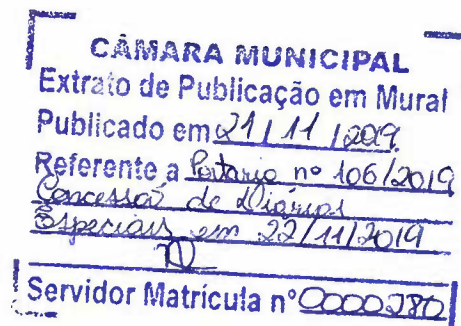 CÂMARA MUNICIPAL
Extrato de Publicação em Mural
Publicado em 21/11/2019.
Referente a Portaria nº 106/2019
Concessão de Diárias
Especiais em 22/11/2019
Servidor Matrícula nº 0000280